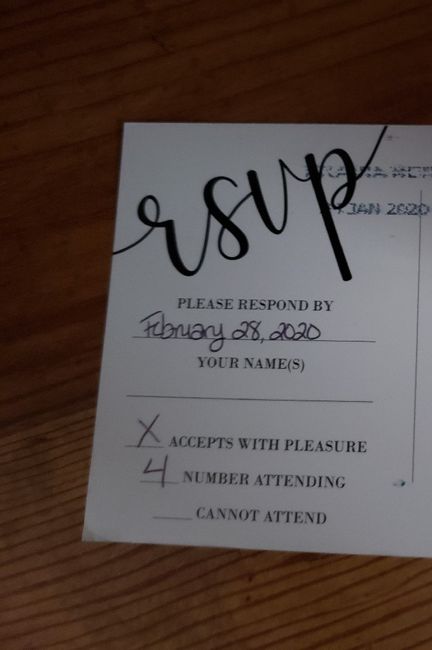 rsvp
JAN 2020
PLEASE RESPOND BY
February 28, 2020
YOUR NAME(S)
X ACCEPTS WITH PLEASURE
4 NUMBER ATTENDING
CANNOT ATTEND